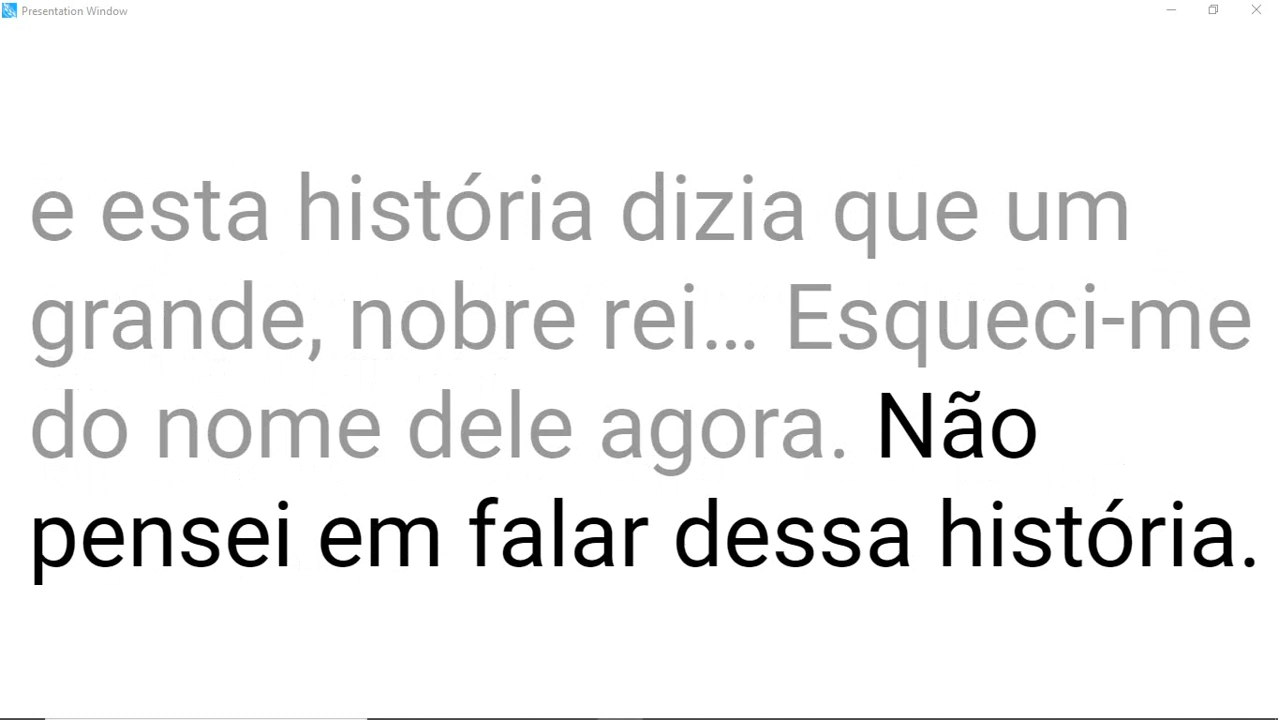 Presentation Window
e esta história dizia que um
grande, nobre rei... Esqueci-me
do nome dele agora. Não
pensei em falar dessa história.